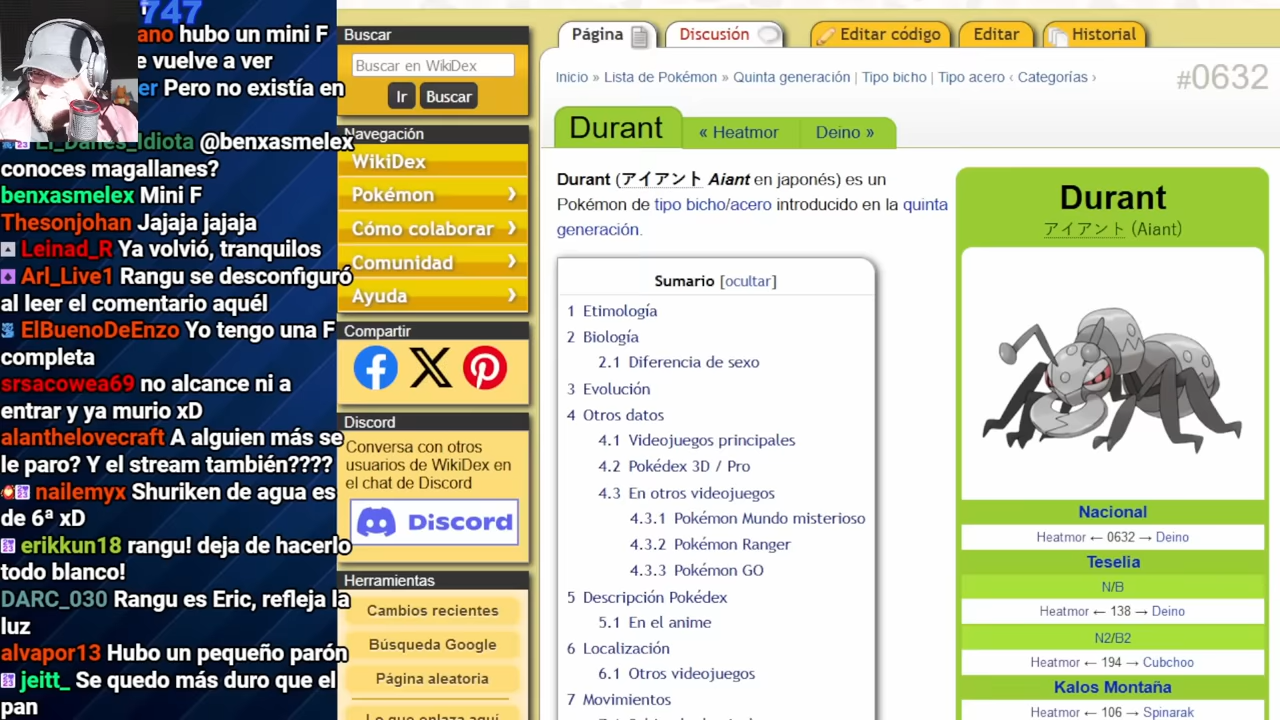 747
ano hubo un mini F
e vuelve a ver
er Pero no existía en
El_Danes_Idiota @benxasmelex
conoces magallanes?
benxasmelex Mini F
Thesonjohan Jajaja jajaja
Leinad_R Ya volvió, tranquilos
Arl_Live1 Rangu se desconfiguró
al leer el comentario aquél
ElBuenoDeEnzo Yo tengo una F
completa
srsacowea69 no alcance ni a
entrar y ya murio xD
alanthelovecraft A alguien más se
le paro? Y el stream también????
nailemyx Shuriken de agua es
de 6ª xD
erikkun18 rangu! deja de hacerlo
todo blanco!
DARC_030 Rangu es Eric, refleja la
luz
alvapor13 Hubo un pequeño parón
jeitt_ Se quedo más duro que el
pan
Buscar
Buscar en WikiDex
Ir Buscar
Navegación
WikiDex
Pokémon
Cómo colaborar
Comunidad
Ayuda
Compartir
Discord
Conversa con otros
usuarios de WikiDex en
el chat de Discord
Discord
Herramientas
Cambios recientes
Búsqueda Google
Página aleatoria
Lo que enlaza aquí
Página Discusión Editar código Editar Historial
Inicio » Lista de Pokémon » Quinta generación | Tipo bicho | Tipo acero ‹ Categorías ›
#0632
Durant « Heatmor Deino »
Durant (アイアント Aiant en japonés) es un
Pokémon de tipo bicho/acero introducido en la quinta
generación.
Sumario [ocultar]
1 Etimología
2 Biología
2.1 Diferencia de sexo
3 Evolución
4 Otros datos
4.1 Videojuegos principales
4.2 Pokédex 3D / Pro
4.3 En otros videojuegos
4.3.1 Pokémon Mundo misterioso
4.3.2 Pokémon Ranger
4.3.3 Pokémon GO
5 Descripción Pokédex
5.1 En el anime
6 Localización
6.1 Otros videojuegos
7 Movimientos
Durant
アイアント (Aiant)
Nacional
Heatmor ← 0632 → Deino
Teselia
N/B
Heatmor ← 138 → Deino
N2/B2
Heatmor ← 194 → Cubchoo
Kalos Montaña
Heatmor ← 106 → Spinarak